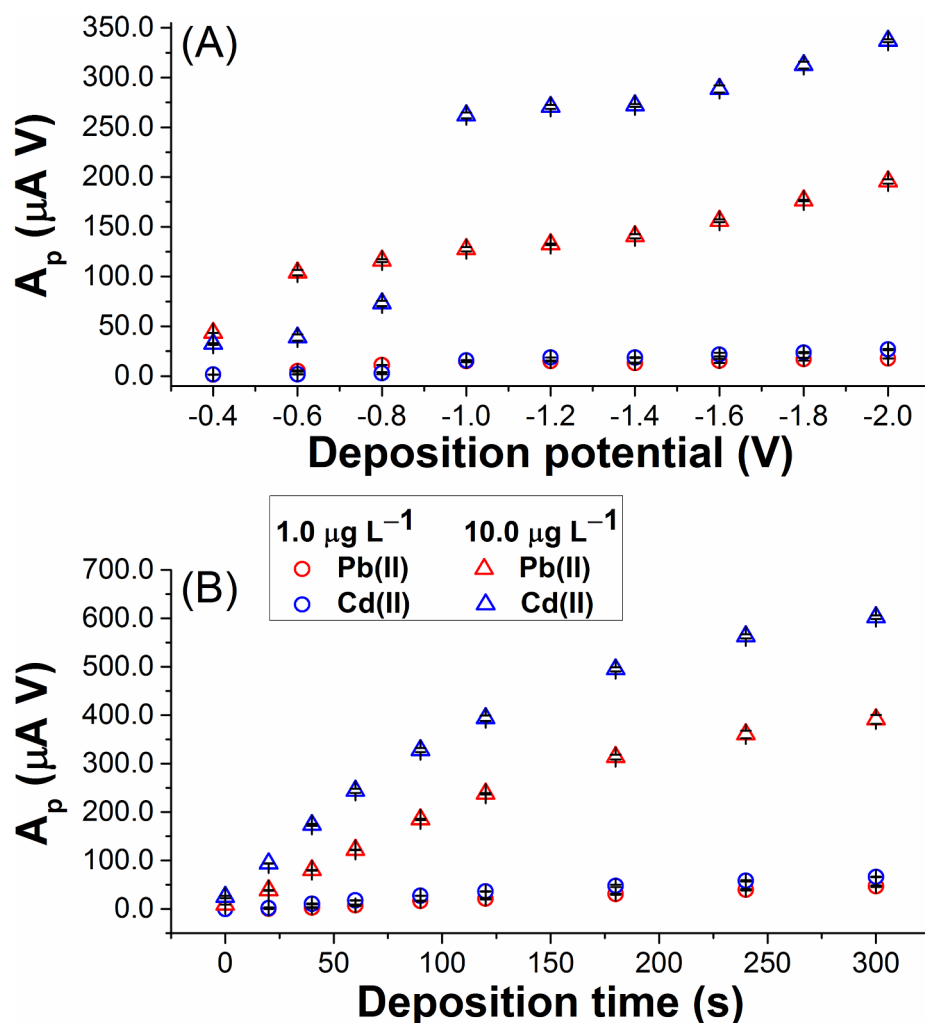 (A)
350.0
300.0
250.0
200.0
150.0
100.0
50.0
0.0
Ap (μA V)
-0.4 -0.6 -0.8 -1.0 -1.2 -1.4 -1.6 -1.8 -2.0
Deposition potential (V)
(B)
1.0 μg L−1 10.0 μg L−1
Pb(II) Pb(II)
Cd(II) Cd(II)
700.0
600.0
500.0
400.0
300.0
200.0
100.0
0.0
Ap (μA V)
0 50 100 150 200 250 300
Deposition time (s)